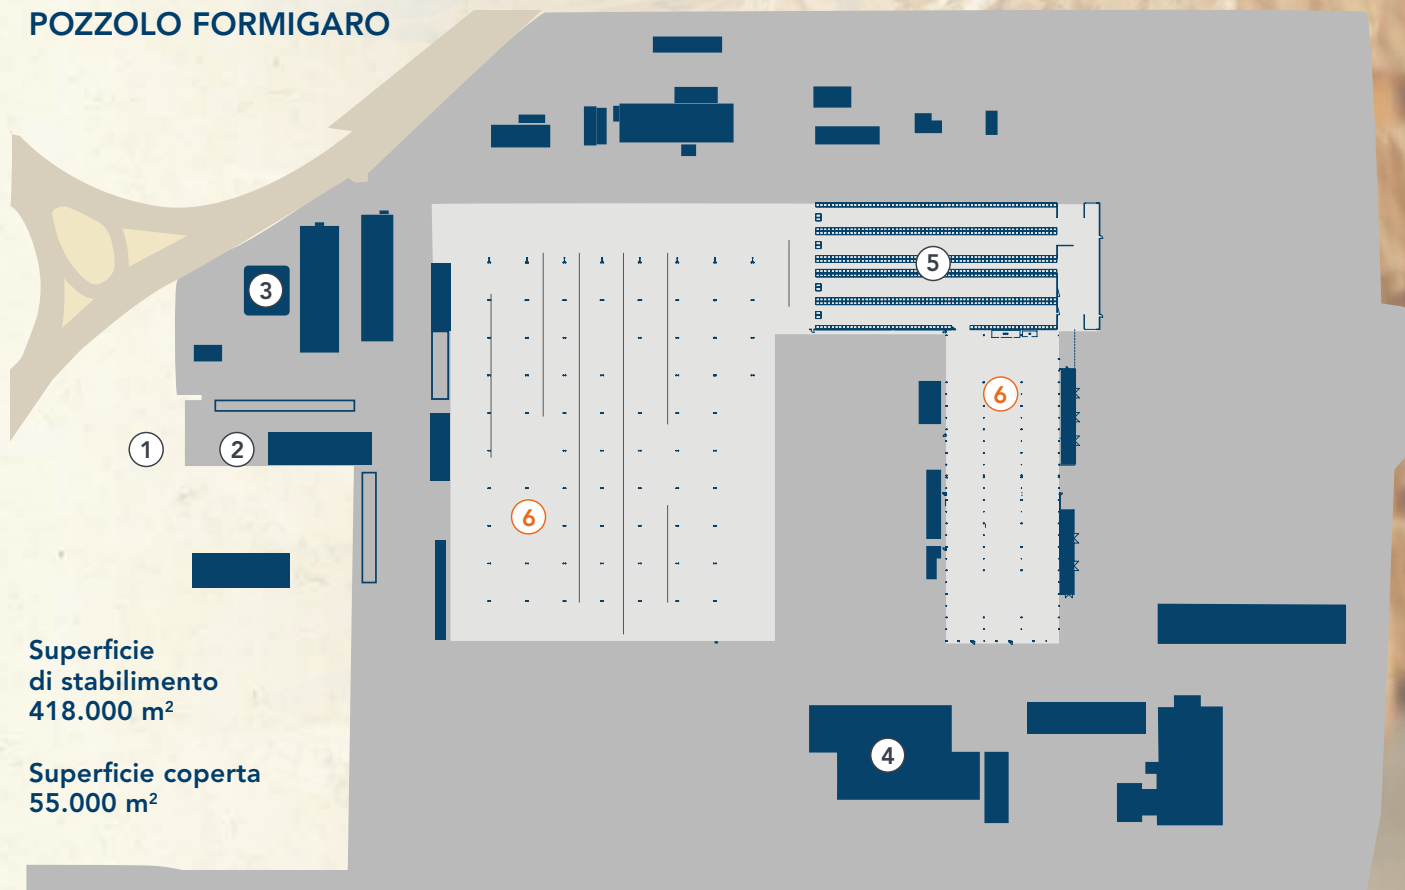 POZZOLO FORMIGARO
5
3
6
1
2
6
Superficie
di stabilimento
418.000 m²
4
Superficie coperta
55.000 m²